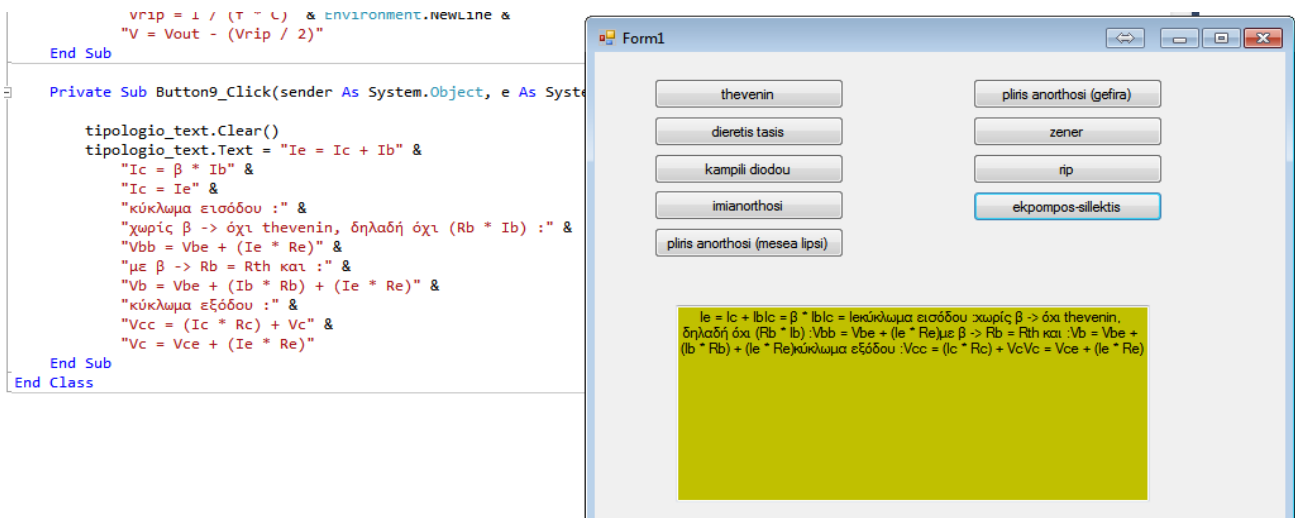 Vrip = I / (f * C)" & Environment.NewLine &
"V = Vout - (Vrip / 2)"
End Sub
Private Sub Button9_Click(sender As System.Object, e As Syste
tipologio_text.Clear()
tipologio_text.Text = "Ie = Ic + Ib" &
"Ic = β * Ib" &
"Ic = Ie" &
"κύκλωμα εισόδου :" &
"χωρίς β -> όχι thevenin, δηλαδή όχι (Rb * Ib) :" &
"Vbb = Vbe + (Ie * Re)" &
"με β -> Rb = Rth και :" &
"Vb = Vbe + (Ib * Rb) + (Ie * Re)" &
"κύκλωμα εξόδου :" &
"Vcc = (Ic * Rc) + Vc" &
"Vc = Vce + (Ie * Re)"
End Sub
End Class
Form1
thevenin
dieretis tasis
kampili diodou
imianorthosi
pliris anorthosi (mesea lipsi)
pliris anorthosi (gefira)
zener
rip
ekpompos-sillektis
Ie = Ic + IbIc = β * IbIc = Ieκύκλωμα εισόδου :χωρίς β -> όχι thevenin,
δηλαδή όχι (Rb * Ib) :Vbb = Vbe + (Ie * Re)με β -> Rb = Rth και :Vb = Vbe +
(Ib * Rb) + (Ie * Re)κύκλωμα εξόδου :Vcc = (Ic * Rc) + VcVc = Vce + (Ie * Re)